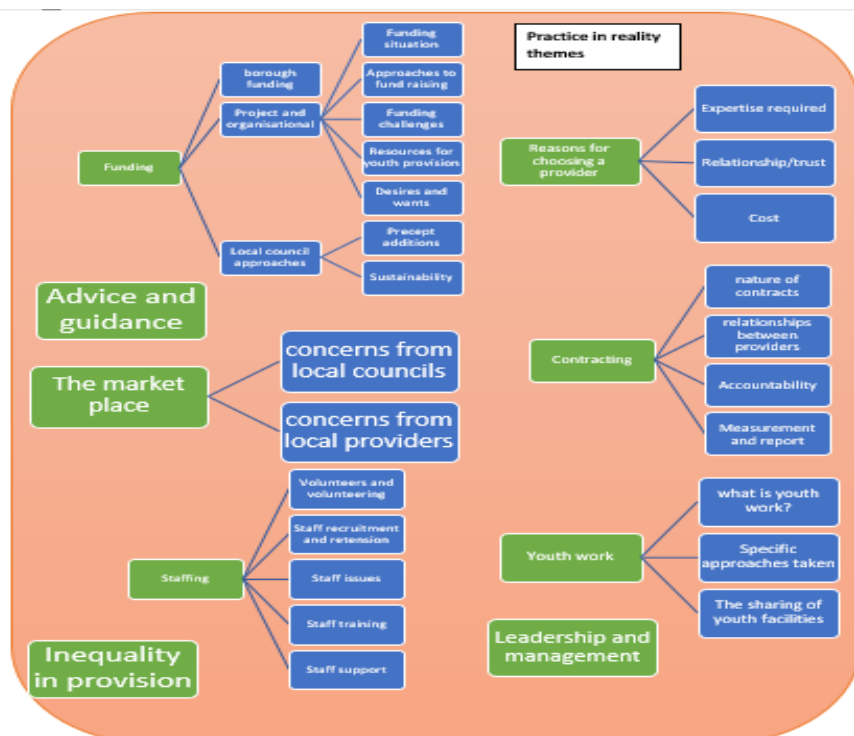 Practice in reality
themes
Funding
borough
funding
Project and
organisational
Funding
situation
Approaches to
fund raising
Funding
challenges
Resources for
youth provision
Desires and
wants
Local council
approaches
Precept
additions
Sustainability
Advice and
guidance
The market
place
concerns from
local councils
concerns from
local providers
Staffing
Volunteers and
volunteering
Staff recruitment
and retension
Staff issues
Staff training
Staff support
Inequality
in provision
Reasons for
choosing a
provider
Expertise required
Relationship/trust
Cost
Contracting
nature of
contracts
relationships
between
providers
Accountability
Measurement
and report
Youth work
what is youth
work?
Specific
approaches taken
The sharing of
youth facilities
Leadership and
management